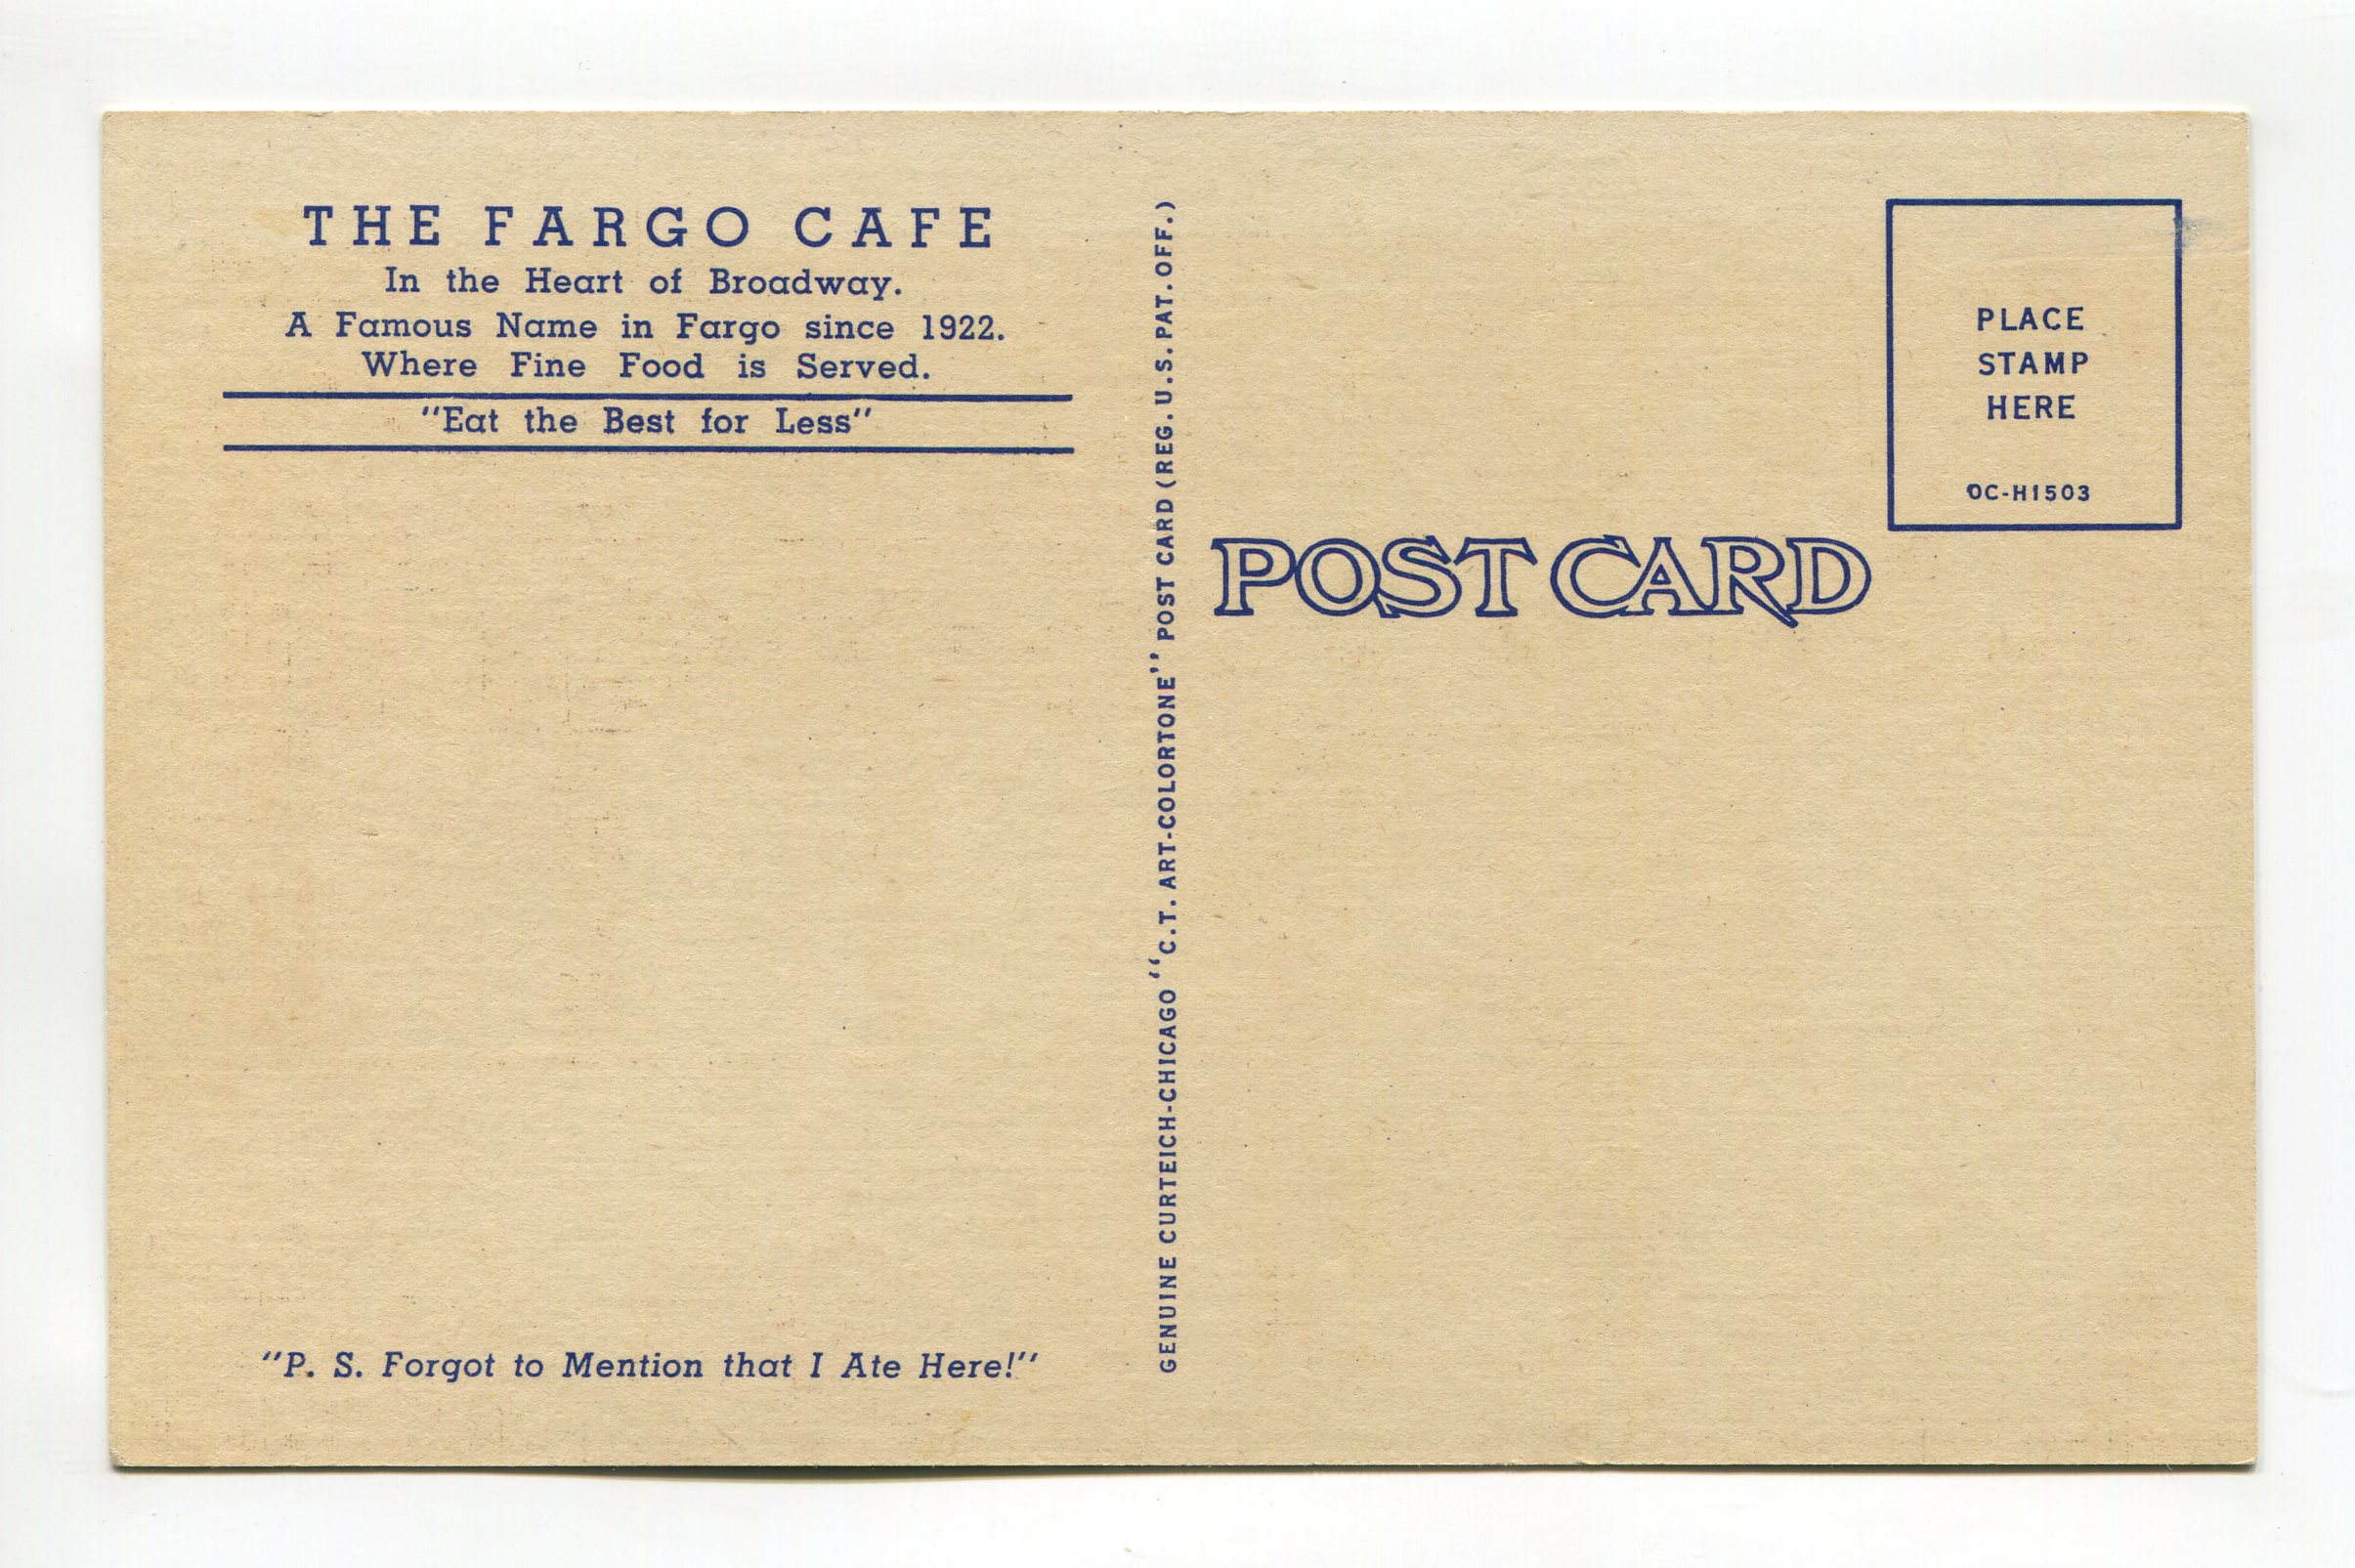 THE FARGO CAFE
In the Heart of Broadway.
A Famous Name in Fargo since 1922.
Where Fine Food is Served.
"Eat the Best for Less"
"P. S. Forgot to Mention that I Ate Here!"
GENUINE CURTEICH-CHICAGO "C.T. ART-COLORTONE" POST CARD (REG. U.S. PAT. OFF.)
POST CARD
PLACE
STAMP
HERE
OC-H1503